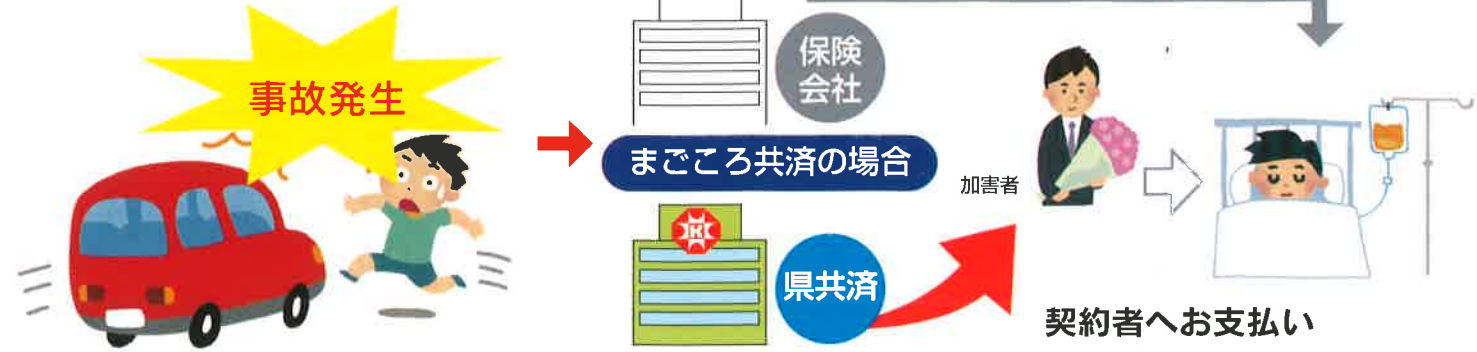 事故発生
保険
会社
まごころ共済の場合
加害者
K
県共済
契約者へお支払い